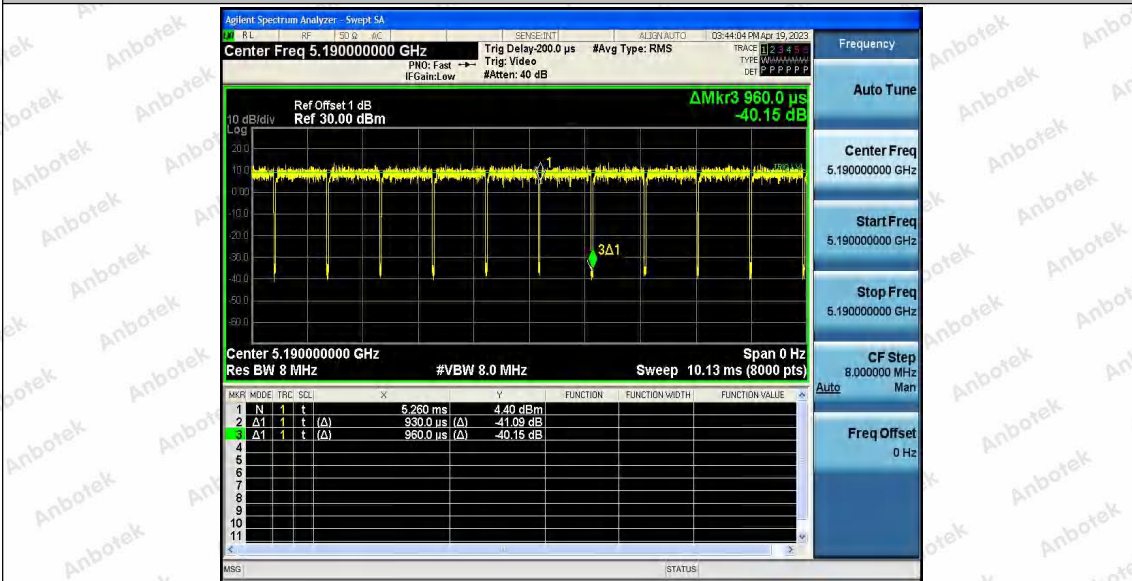 Agilent Spectrum Analyzer - Swept SA
RL RF 50 Ω AC SENSE:INT ALIGN AUTO 03:44:04 PM Apr 19, 2023
Center Freq 5.190000000 GHz
PNO: Fast
IFGain:Low
Trig Delay-200.0 µs
Trig: Video
#Atten: 40 dB
#Avg Type: RMS
TRACE 1 2 3 4 5 6
TYPE
DET P P P P P P
ΔMkr3 960.0 µs
-40.15 dB
Ref Offset 1 dB
10 dB/div Ref 30.00 dBm
Log
20.0
10.0
0.00
-10.0
-20.0
-30.0
-40.0
-50.0
-60.0
1
3Δ1
TRIG LVL
Center 5.190000000 GHz Span 0 Hz
Res BW 8 MHz #VBW 8.0 MHz Sweep 10.13 ms (8000 pts)
MKR MODE TRC SCL X Y FUNCTION FUNCTION WIDTH FUNCTION VALUE
1 N 1 t 5.260 ms 4.40 dBm
2 Δ1 1 t (Δ) 930.0 µs (Δ) -41.09 dB
3 Δ1 1 t (Δ) 960.0 µs (Δ) -40.15 dB
4
5
6
7
8
9
10
11
MSG STATUS
Frequency
Auto Tune
Center Freq
5.190000000 GHz
Start Freq
5.190000000 GHz
Stop Freq
5.190000000 GHz
CF Step
8.000000 MHz
Auto Man
Freq Offset
0 Hz
Anbotek